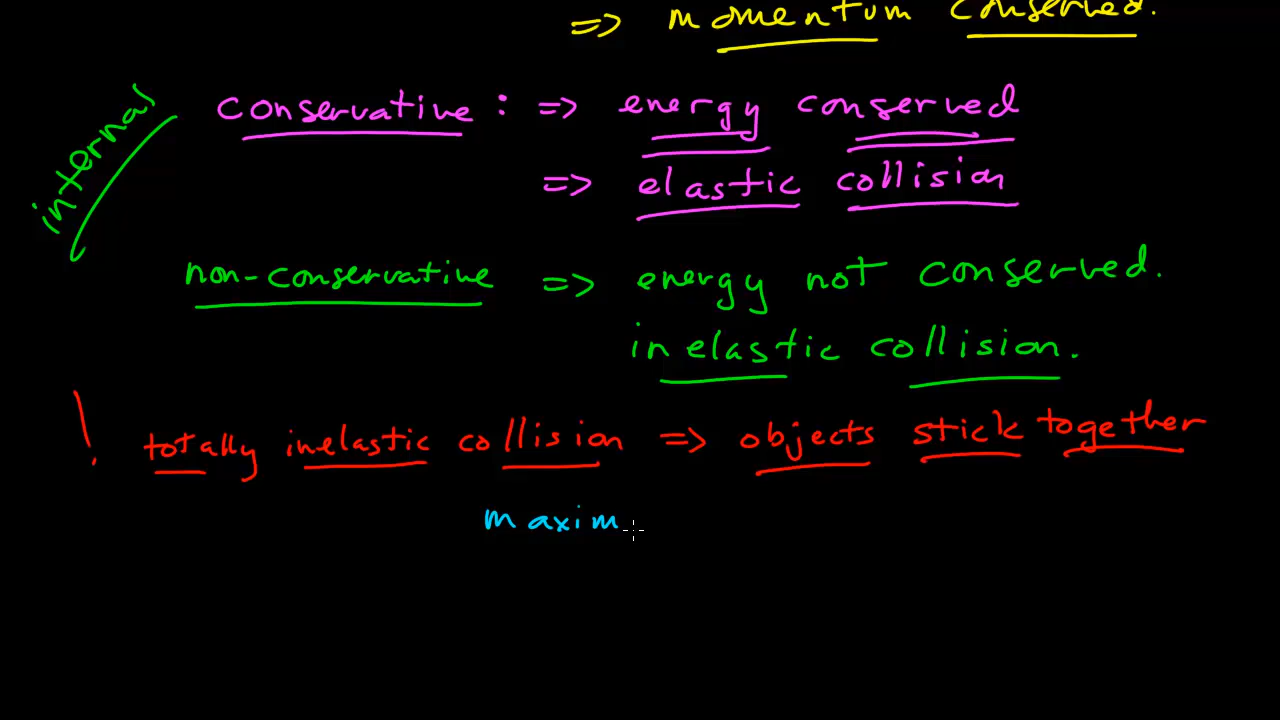 => momentum conserved.
internal
conservative : => energy conserved
=> elastic collision
non-conservative => energy not conserved.
inelastic collision.
! totally inelastic collision => objects stick together
maxim